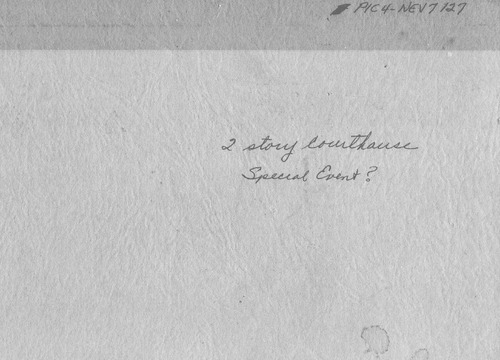 PIC4-NEV7127
2 story Courthouse
Special Event?